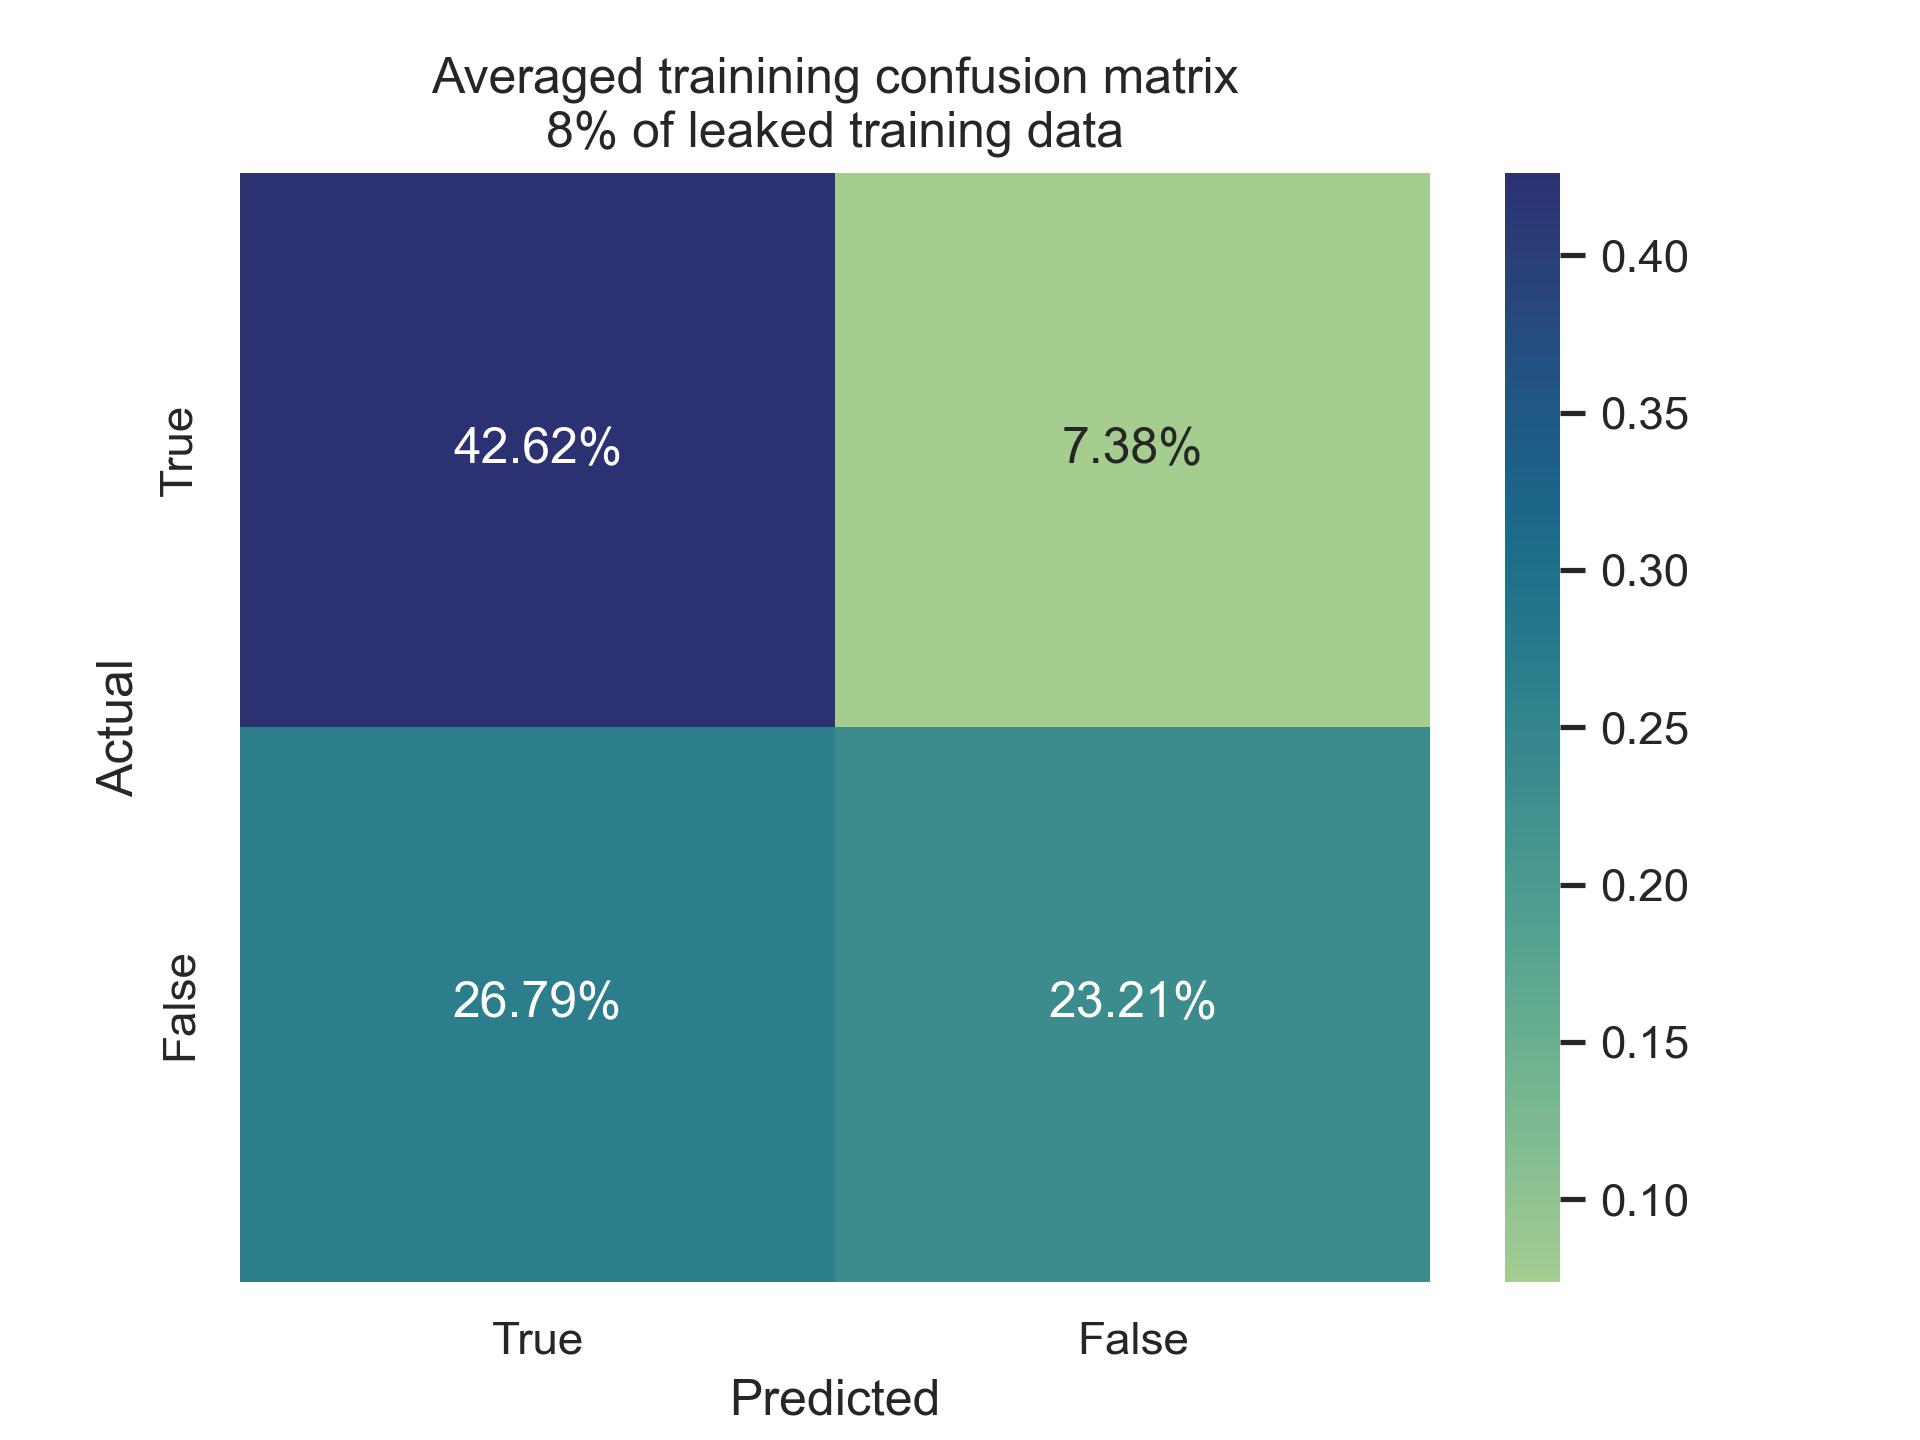 Averaged trainining confusion matrix
8% of leaked training data
True
42.62%
7.38%
Actual
False
26.79%
23.21%
True
False
Predicted
0.40
0.35
0.30
0.25
0.20
0.15
0.10